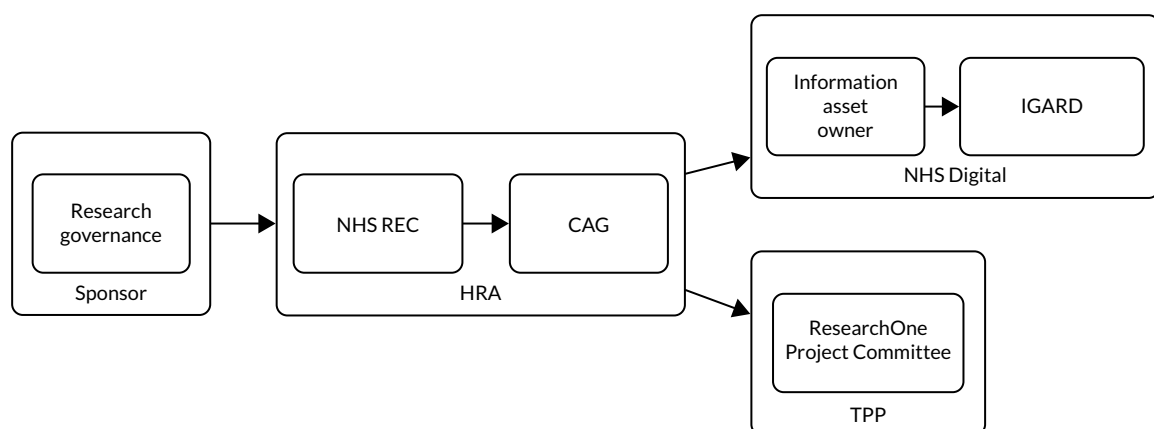 Research
governance
Sponsor
NHS REC
CAG
HRA
Information
asset
owner
IGARD
NHS Digital
ResearchOne
Project Committee
TPP